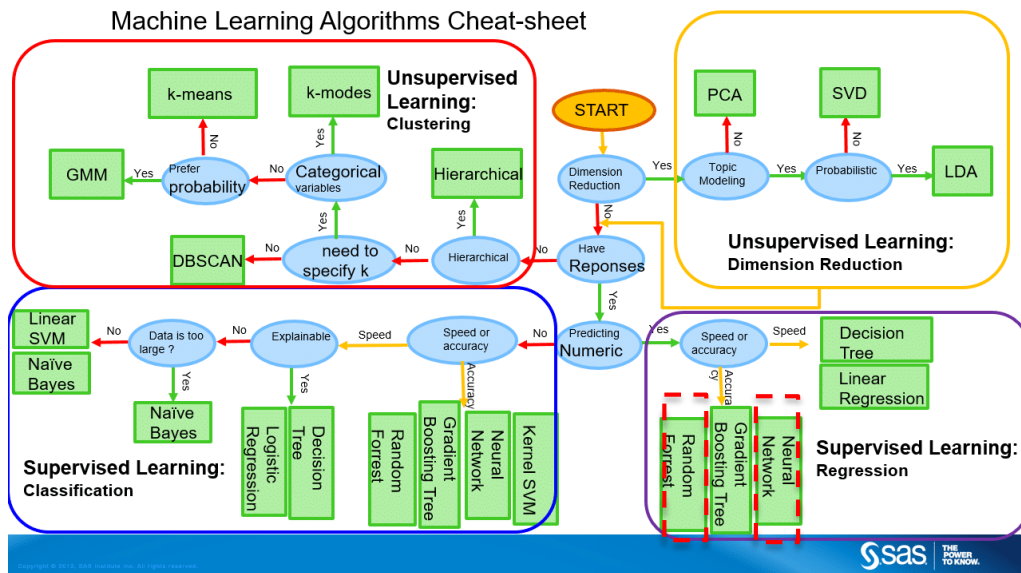 Machine Learning Algorithms Cheat-sheet
k-means
k-modes
Unsupervised
Learning:
Clustering
No
Yes
GMM
Yes
Prefer
probability
No
Categorical
variables
Hierarchical
Yes
Yes
DBSCAN
No
need to
specify k
No
Hierarchical
No
START
Dimension
Reduction
Yes
No
Have
Reponses
Yes
PCA
SVD
No
No
Topic
Modeling
Yes
Probabilistic
Yes
LDA
Unsupervised Learning:
Dimension Reduction
Linear
SVM
Naïve
Bayes
No
Data is too
large ?
No
Explainable
Speed
Speed or
accuracy
No
Predicting
Numeric
Yes
Speed or
accuracy
Speed
Decision
Tree
Linear
Regression
Yes
Naïve
Bayes
Yes
Logistic
Regression
Decision
Tree
Accuracy
Random
Forrest
Gradient
Boosting Tree
Neural
Network
Kernel SVM
Supervised Learning:
Classification
Accura
cy
Random
Forrest
Gradient
Boosting Tree
Neural
Network
Supervised Learning:
Regression
sas
THE
POWER
TO KNOW.